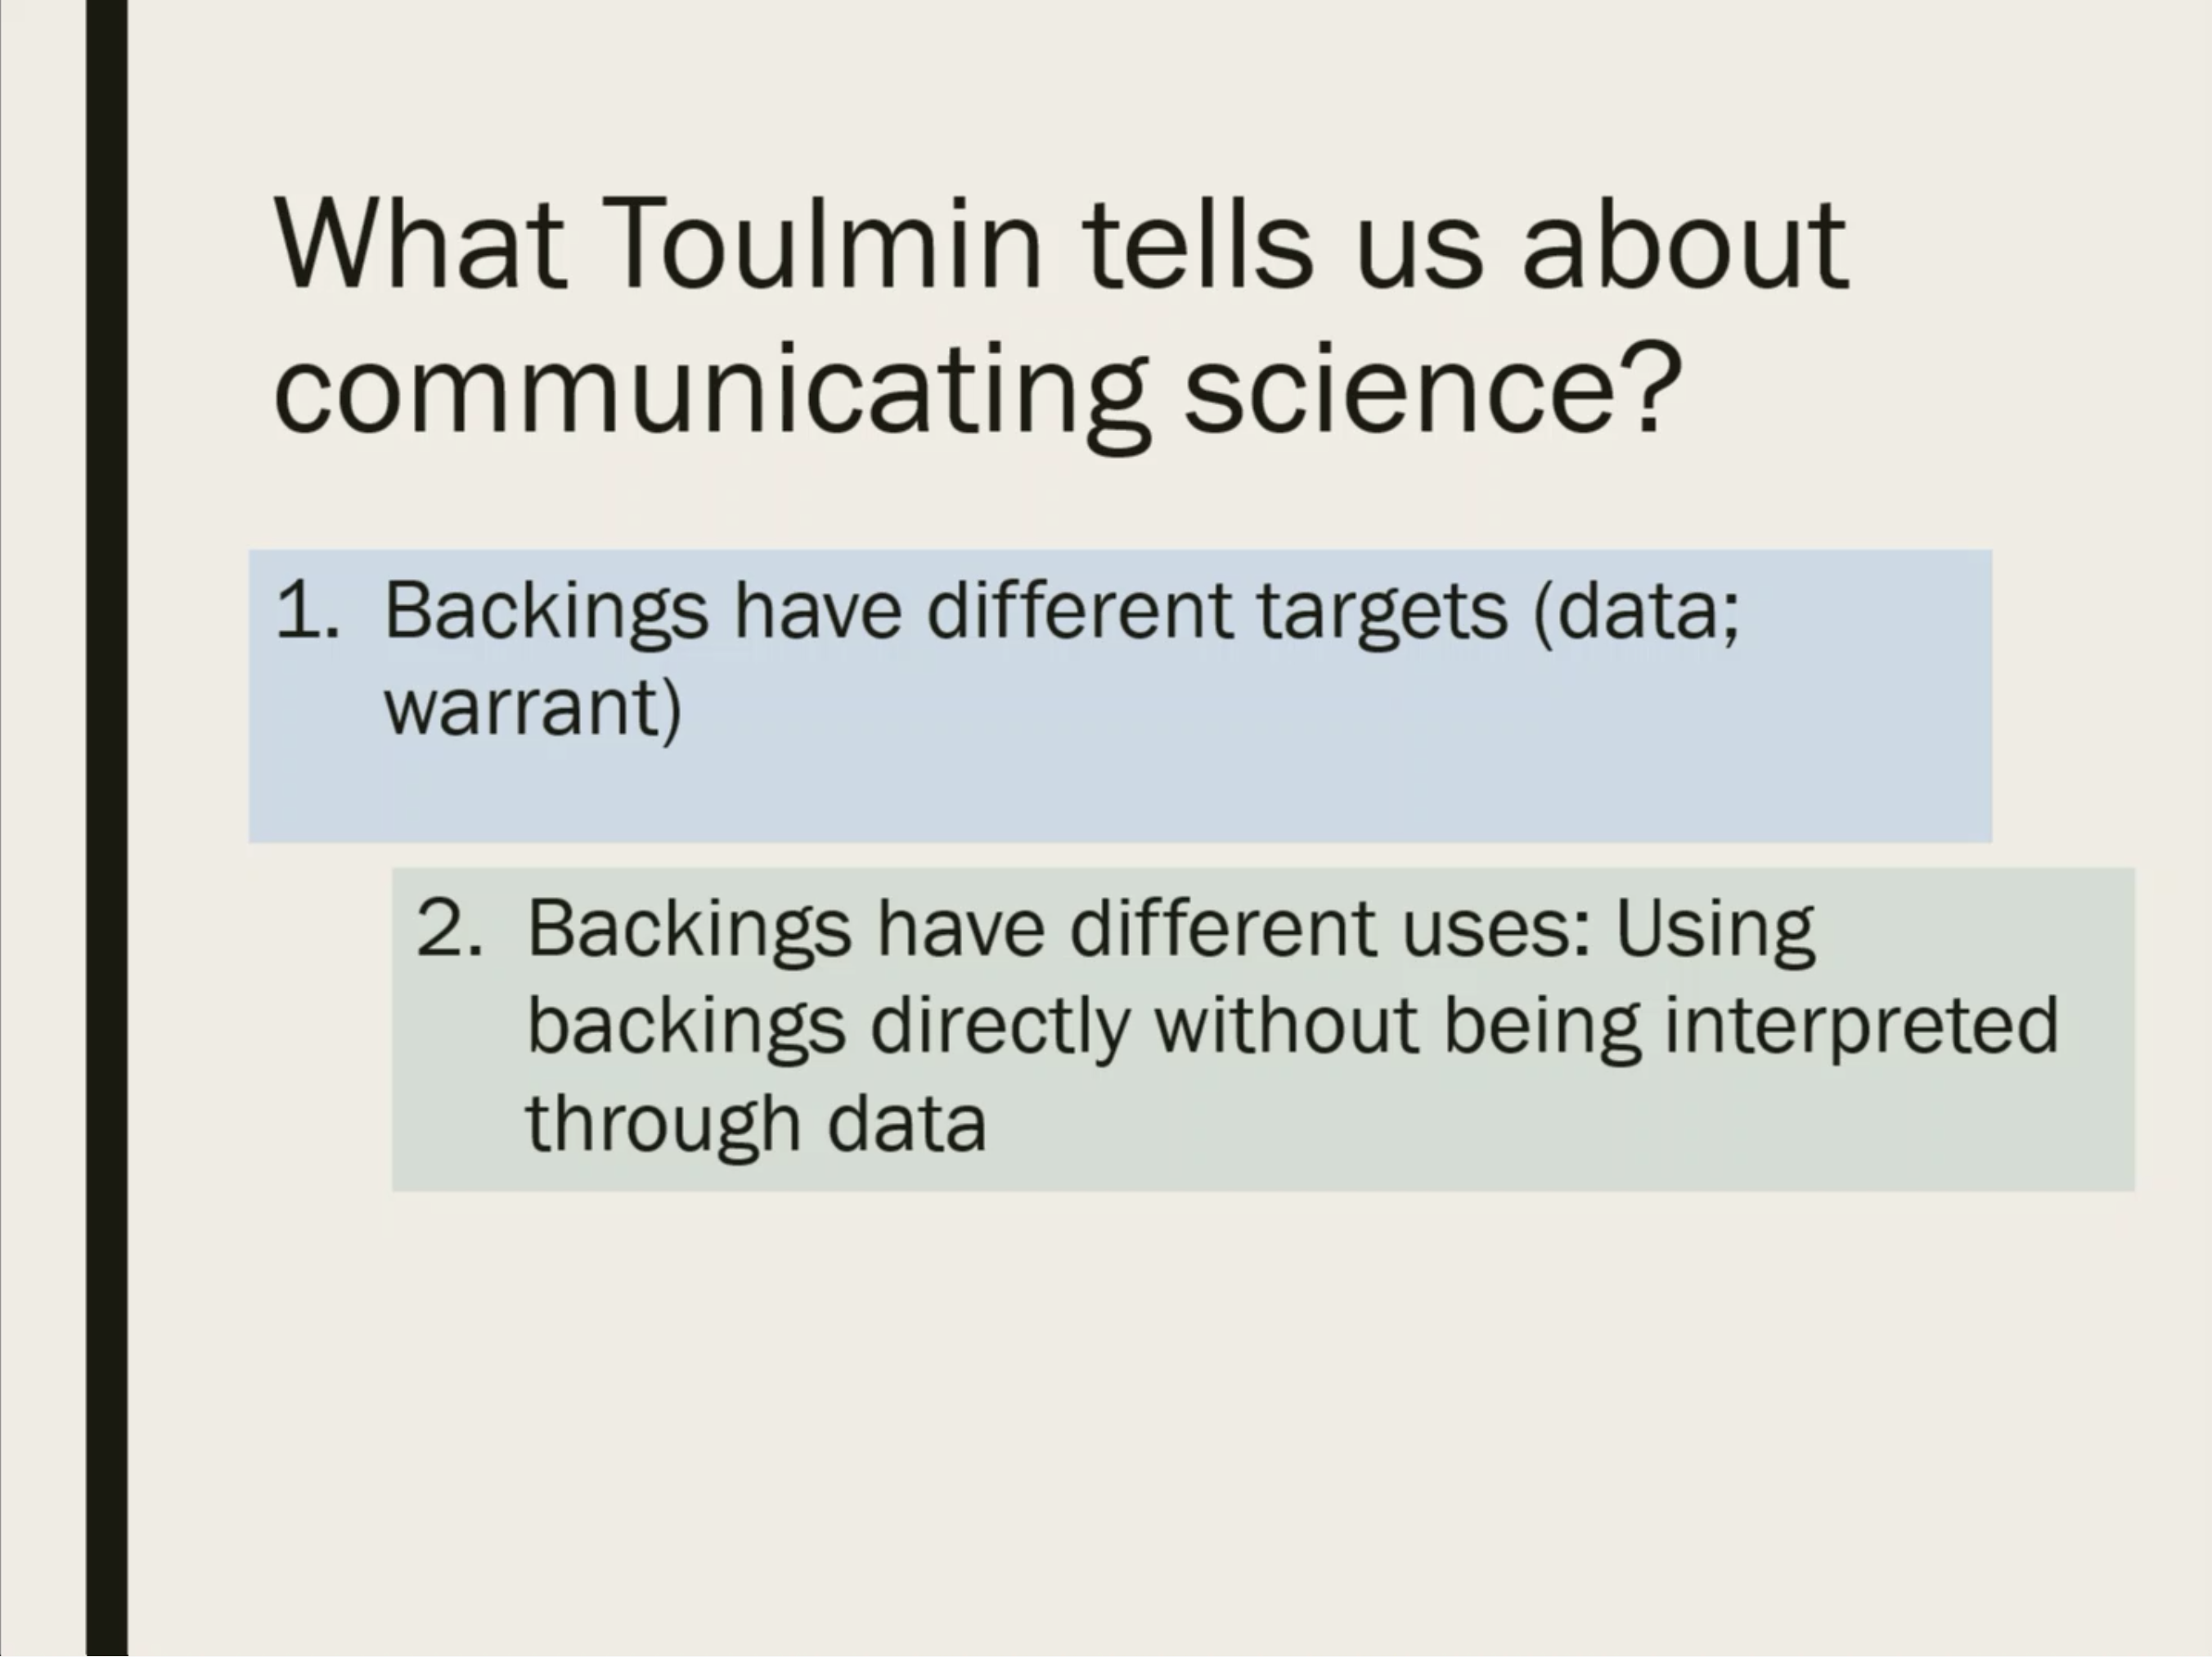 What Toulmin tells us about
communicating science?
1. Backings have different targets (data;
warrant)
2. Backings have different uses: Using
backings directly without being interpreted
through data